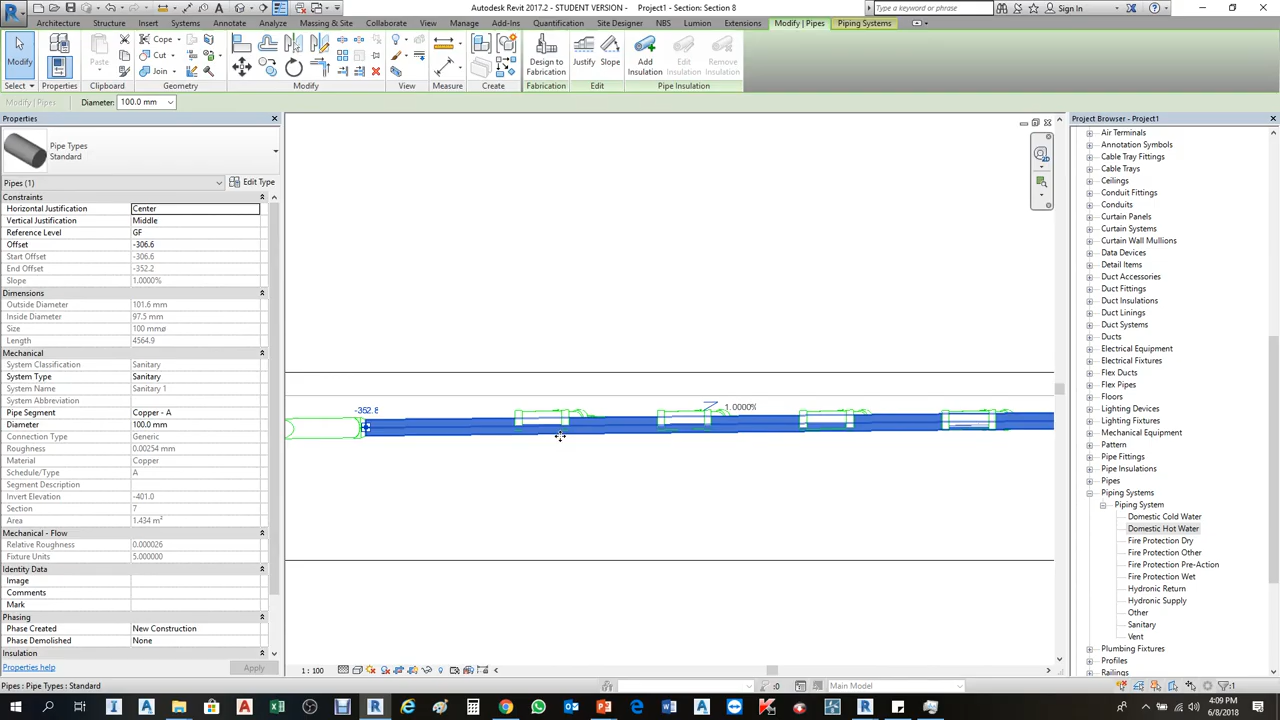 Autodesk Revit 2017.2 - STUDENT VERSION - Project1 - Section: Section 8
Type a keyword or phrase
Sign In
Architecture Structure Insert Systems Annotate Analyze Massing & Site Collaborate View Manage Add-Ins Quantification Site Designer NBS Lumion Extensions Modify | Pipes Piping Systems
Modify
Properties
Paste
Cope
Cut
Join
Design to
Fabrication
Justify
Slope
Add
Insulation
Edit
Insulation
Remove
Insulation
Select Properties Clipboard Geometry Modify View Measure Create Fabrication Edit Pipe Insulation
Modify | Pipes Diameter: 100.0 mm
Properties
Pipe Types
Standard
Pipes (1) Edit Type
Constraints
Horizontal Justification Center
Vertical Justification Middle
Reference Level GF
Offset -306.6
Start Offset -306.6
End Offset -352.2
Slope 1.0000%
Dimensions
Outside Diameter 101.6 mm
Inside Diameter 97.5 mm
Size 100 mmø
Length 4564.9
Mechanical
System Classification Sanitary
System Type Sanitary
System Name Sanitary 1
System Abbreviation
Pipe Segment Copper - A
Diameter 100.0 mm
Connection Type Generic
Roughness 0.00254 mm
Material Copper
Schedule/Type A
Segment Description
Invert Elevation -401.0
Section 7
Area 1.434 m²
Mechanical - Flow
Relative Roughness 0.000026
Fixture Units 5.000000
Identity Data
Image
Comments
Mark
Phasing
Phase Created New Construction
Phase Demolished None
Insulation
Properties help Apply
-352.8
1.0000%
Project Browser - Project1
Air Terminals
Annotation Symbols
Cable Tray Fittings
Cable Trays
Ceilings
Conduit Fittings
Conduits
Curtain Panels
Curtain Systems
Curtain Wall Mullions
Data Devices
Detail Items
Duct Accessories
Duct Fittings
Duct Insulations
Duct Linings
Duct Systems
Ducts
Electrical Equipment
Electrical Fixtures
Flex Ducts
Flex Pipes
Floors
Lighting Devices
Lighting Fixtures
Mechanical Equipment
Pattern
Pipe Fittings
Pipe Insulations
Pipes
Piping Systems
Piping System
Domestic Cold Water
Domestic Hot Water
Fire Protection Dry
Fire Protection Other
Fire Protection Pre-Action
Fire Protection Wet
Hydronic Return
Hydronic Supply
Other
Sanitary
Vent
Plumbing Fixtures
Profiles
Railings
1 : 100
Pipes : Pipe Types : Standard
:0
Main Model
:1
4:09 PM
6/8/2018